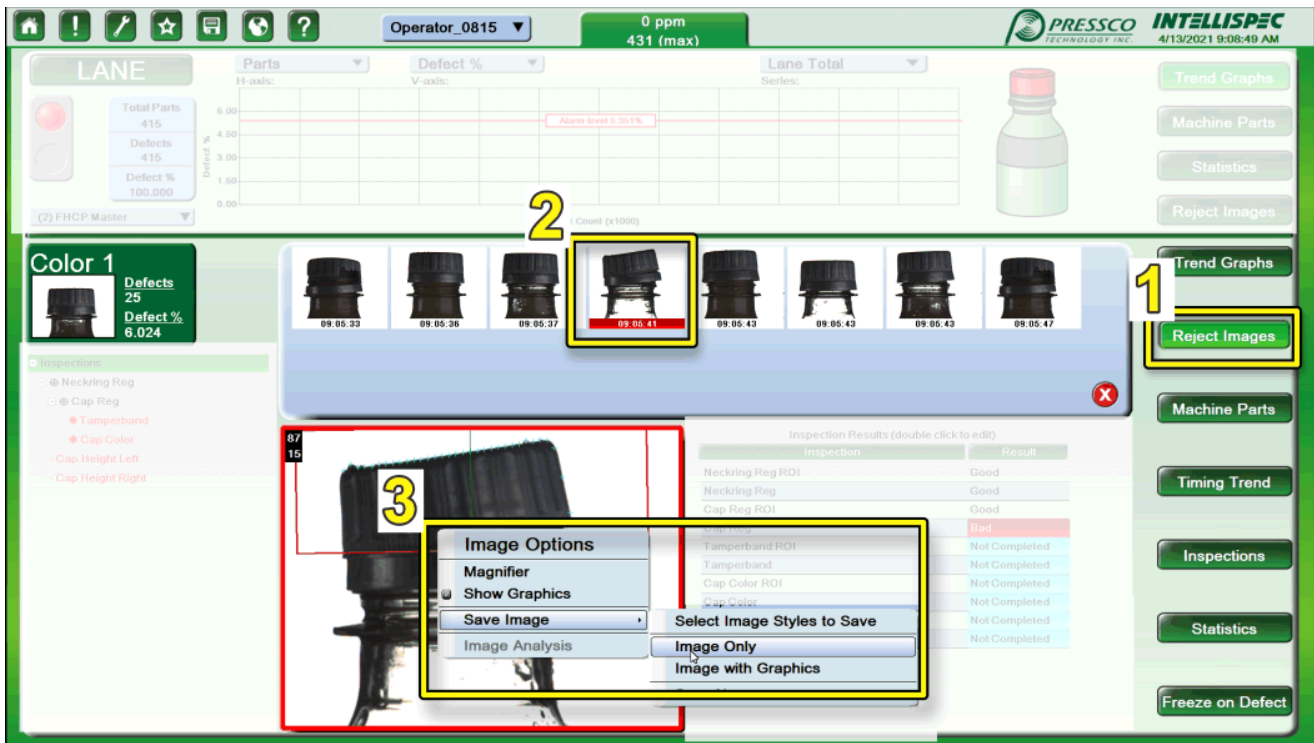 Operator_0815
0 ppm
431 (max)
PRESSCO
TECHNOLOGY INC.
INTELLISPEC
4/13/2021 9:08:49 AM
LANE
Parts
H-axis:
Defect %
V-axis:
Lane Total
Series:
Trend Graphs
Machine Parts
Statistics
Reject Images
Total Parts
415
Defects
415
Defect %
100.000
(2) FHCP Master
Defect %
6.00
4.50
3.00
1.50
0.00
Alarm level 5.351%
Count (x1000)
2
1
Color 1
Defects
25
Defect %
6.024
09:05:33
09:05:36
09:05:37
09:05:41
09:05:43
09:05:43
09:05:43
09:05:47
Trend Graphs
Reject Images
Machine Parts
Timing Trend
Inspections
Statistics
Freeze on Defect
Inspections
Neckring Reg
Cap Reg
Tamperband
Cap Color
Cap Height Left
Cap Height Right
87
15
3
Image Options
Magnifier
Show Graphics
Save Image
Image Analysis
Select Image Styles to Save
Image Only
Image with Graphics
Inspection Results (double click to edit)
Inspection Result
Neckring Reg ROI Good
Neckring Reg Good
Cap Reg ROI Good
Cap Reg Bad
Tamperband ROI Not Completed
Tamperband Not Completed
Cap Color ROI Not Completed
Cap Color Not Completed
Not Completed
Not Completed